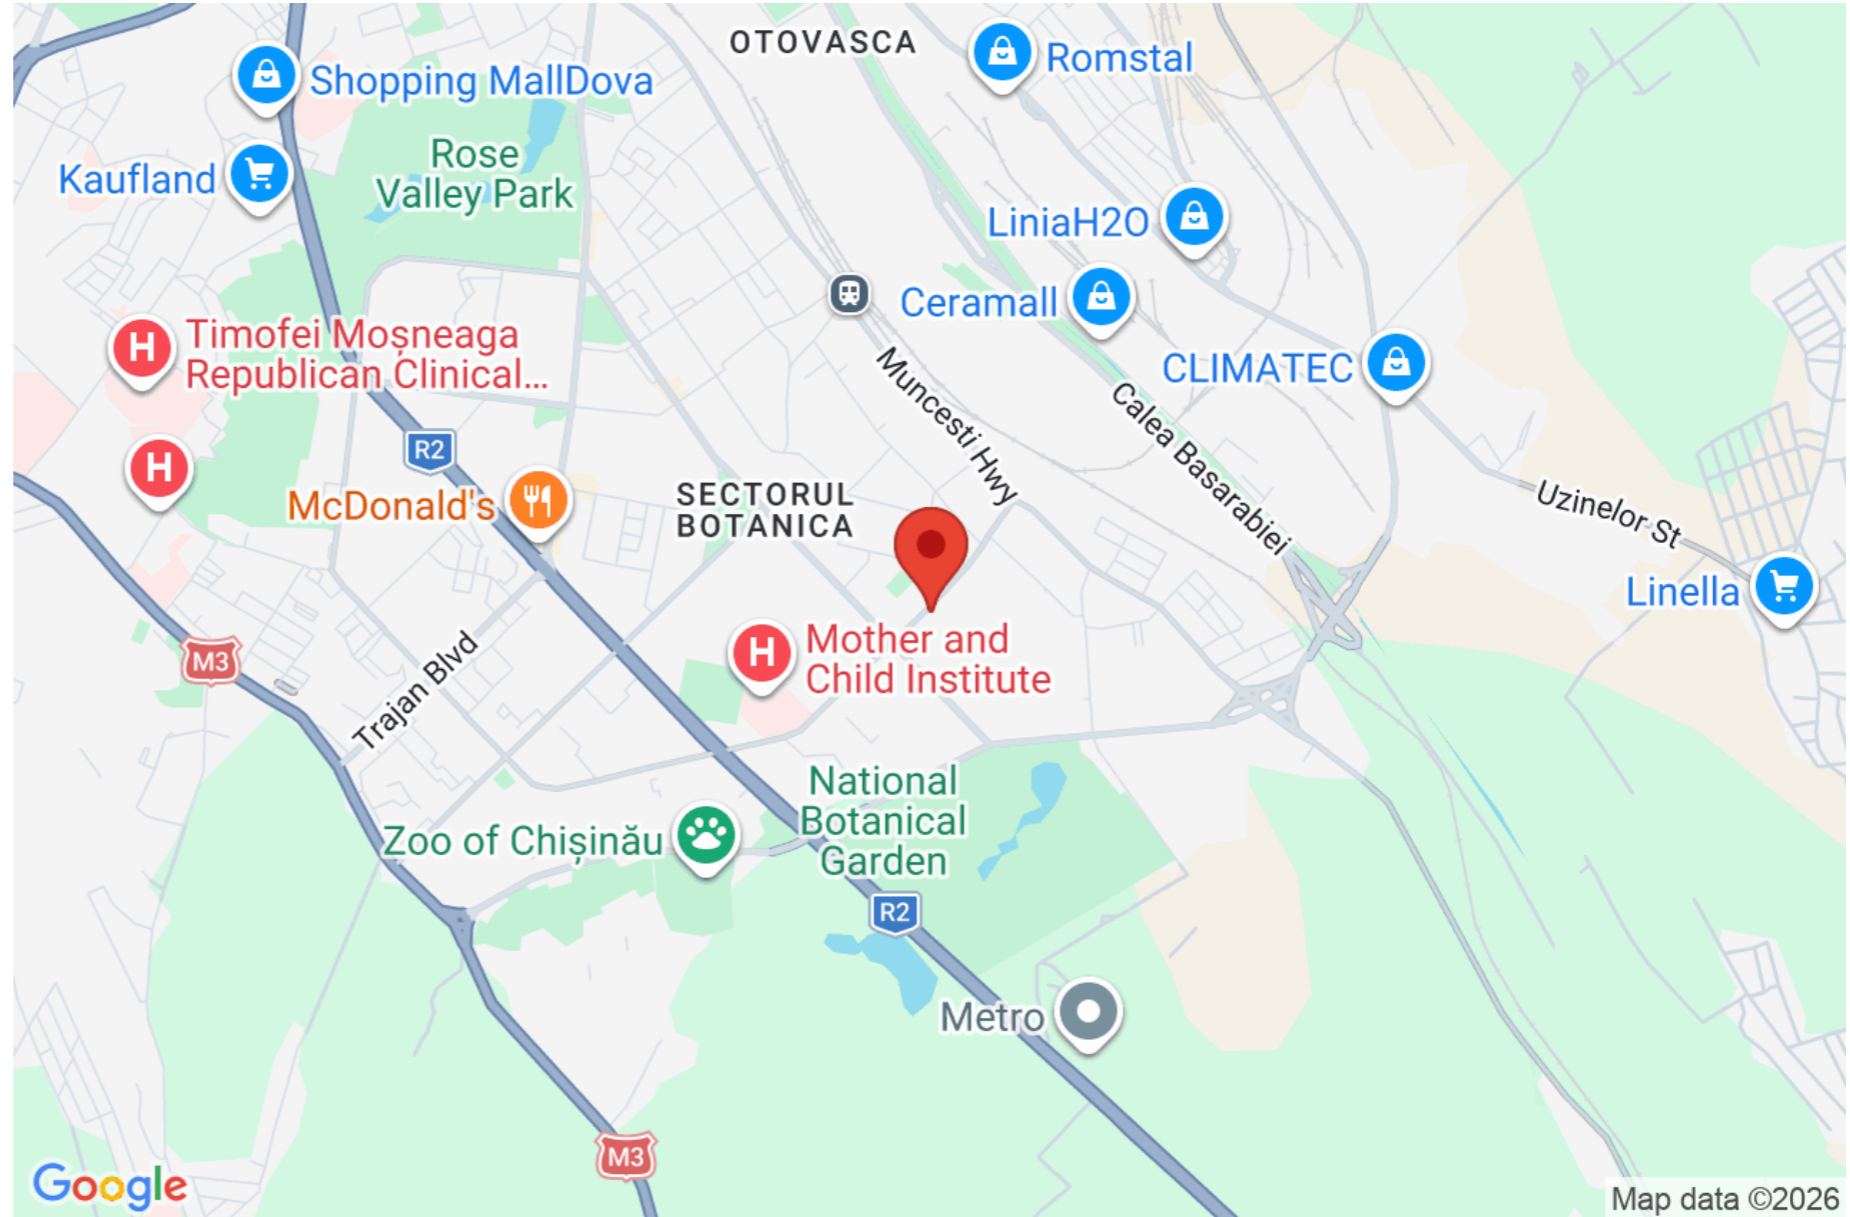 OTOVASCA
Romstal
Shopping MallDova
Rose
Valley Park
Kaufland
LiniaH2O
Ceramall
Timofei Moșneaga
Republican Clinical...
CLIMATEC
Muncesti Hwy
Calea Basarabiei
R2
H
H
McDonald's
SECTORUL
BOTANICA
Uzinelor St
Linella
H
Mother and
Child Institute
M3
Trajan Blvd
National
Botanical
Garden
Zoo of Chișinău
R2
Metro
M3
Google
Map data ©2026